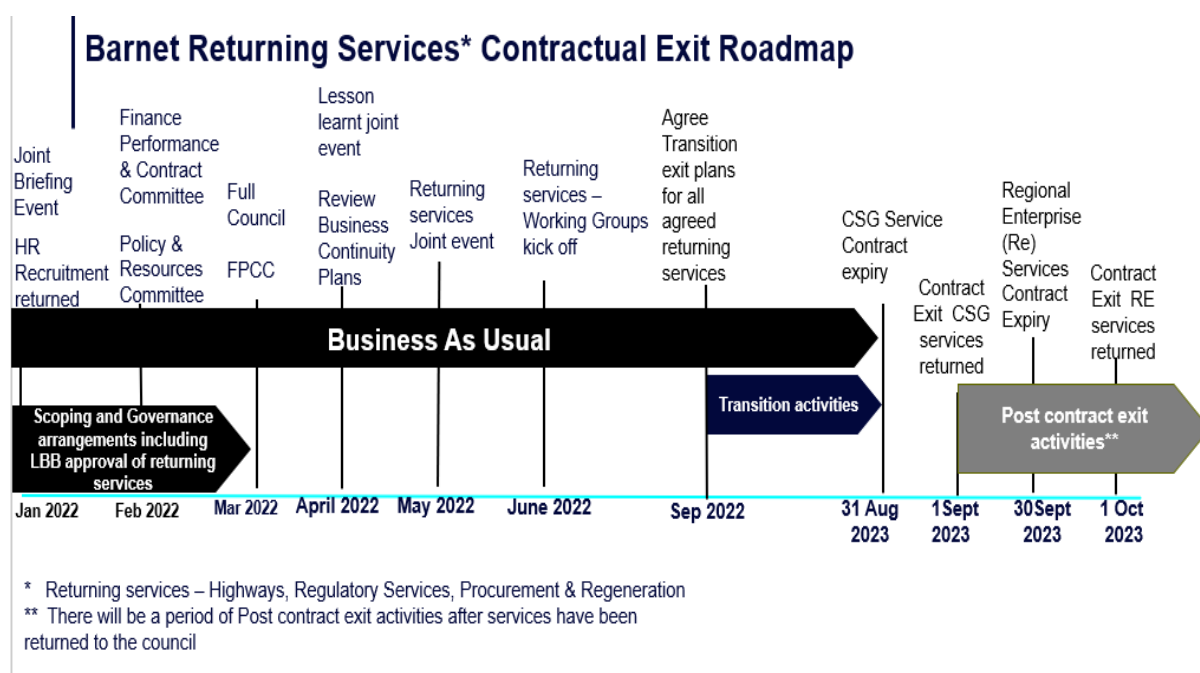 Barnet Returning Services* Contractual Exit Roadmap
Joint
Briefing
Event
HR
Recruitment
returned
Finance
Performance
& Contract
Committee
Policy &
Resources
Committee
Full
Council
FPCC
Lesson
learnt joint
event
Review
Business
Continuity
Plans
Returning
services
Joint event
Returning
services –
Working Groups
kick off
Agree
Transition
exit plans
for all
agreed
returning
services
CSG Service
Contract
expiry
Contract
Exit CSG
services
returned
Regional
Enterprise
(Re)
Services
Contract
Expiry
Contract
Exit RE
services
returned
Business As Usual
Transition activities
Scoping and Governance
arrangements including
LBB approval of returning
services
Post contract exit
activities**
Jan 2022
Feb 2022
Mar 2022
April 2022
May 2022
June 2022
Sep 2022
31 Aug
2023
1Sept
2023
30Sept
2023
1 Oct
2023
* Returning services – Highways, Regulatory Services, Procurement & Regeneration
** There will be a period of Post contract exit activities after services have been
returned to the council